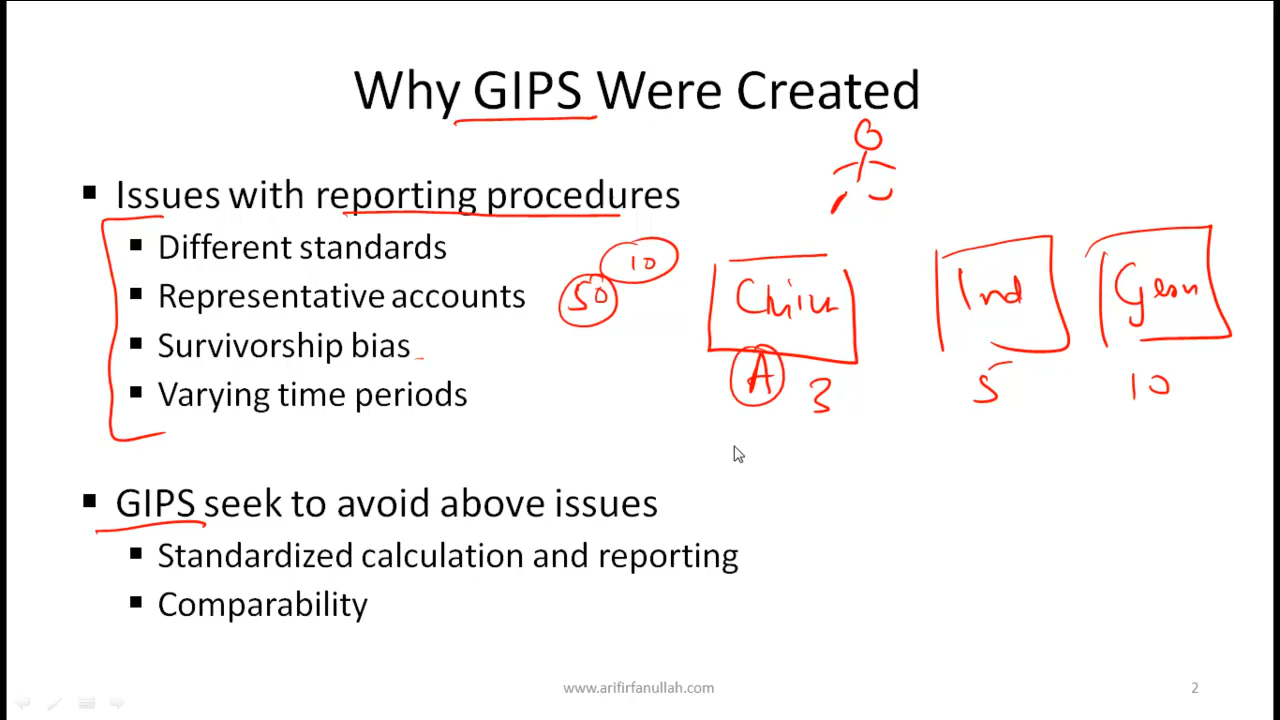 Why GIPS Were Created
▪ Issues with reporting procedures
▪ Different standards
▪ Representative accounts
▪ Survivorship bias
▪ Varying time periods
10
50
Ind
A
3
5
10
▪ GIPS seek to avoid above issues
▪ Standardized calculation and reporting
▪ Comparability
www.arifirfanullah.com
2